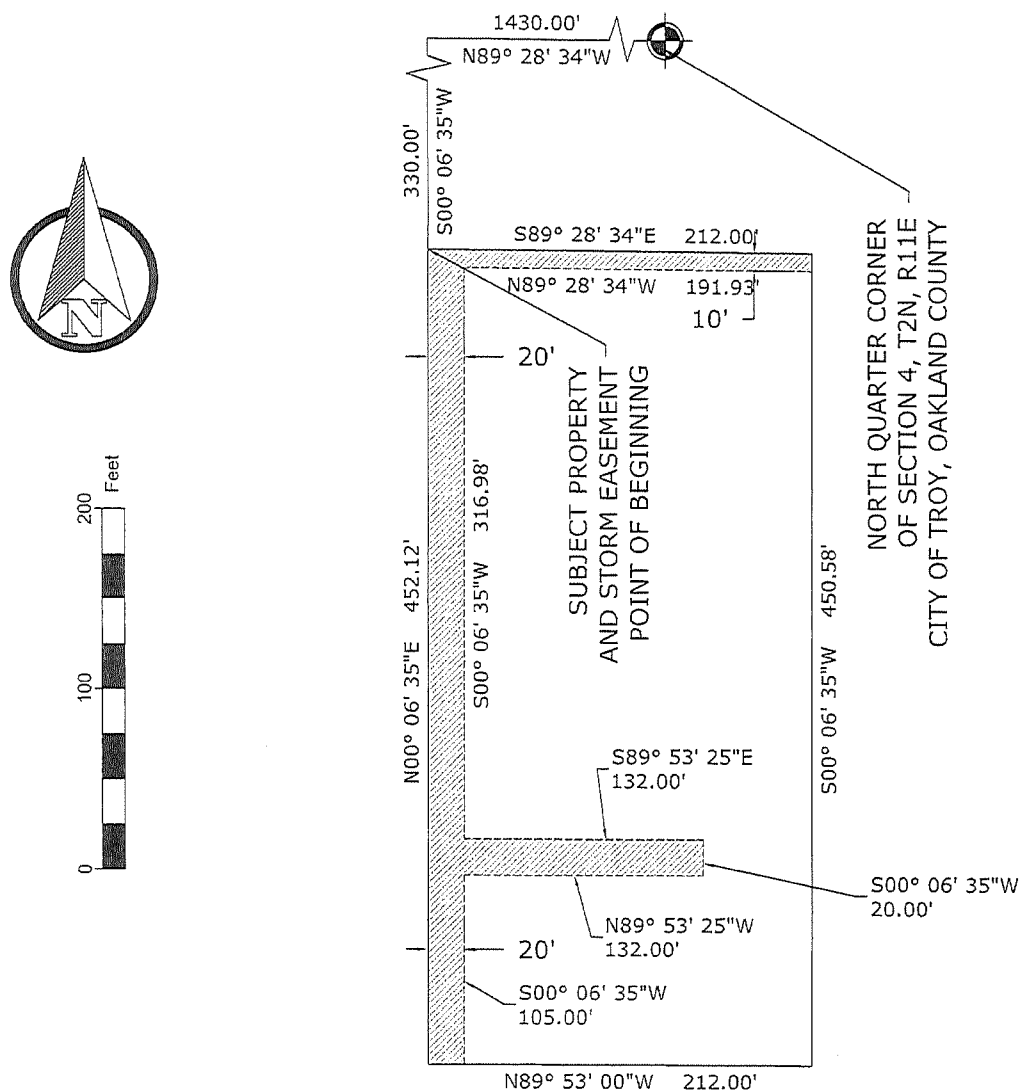 1430.00'
N89° 28' 34"W
330.00'
S00° 06' 35"W
S89° 28' 34"E 212.00'
N89° 28' 34"W 191.93'
10'
20'
N
SUBJECT PROPERTY
AND STORM EASEMENT
POINT OF BEGINNING
NORTH QUARTER CORNER
OF SECTION 4, T2N, R11E
CITY OF TROY, OAKLAND COUNTY
Feet
200
100
0
N00° 06' 35"E 452.12'
S00° 06' 35"W 316.98'
S00° 06' 35"W 450.58'
S89° 53' 25"E
132.00'
S00° 06' 35"W
20.00'
N89° 53' 25"W
132.00'
20'
S00° 06' 35"W
105.00'
N89° 53' 00"W 212.00'